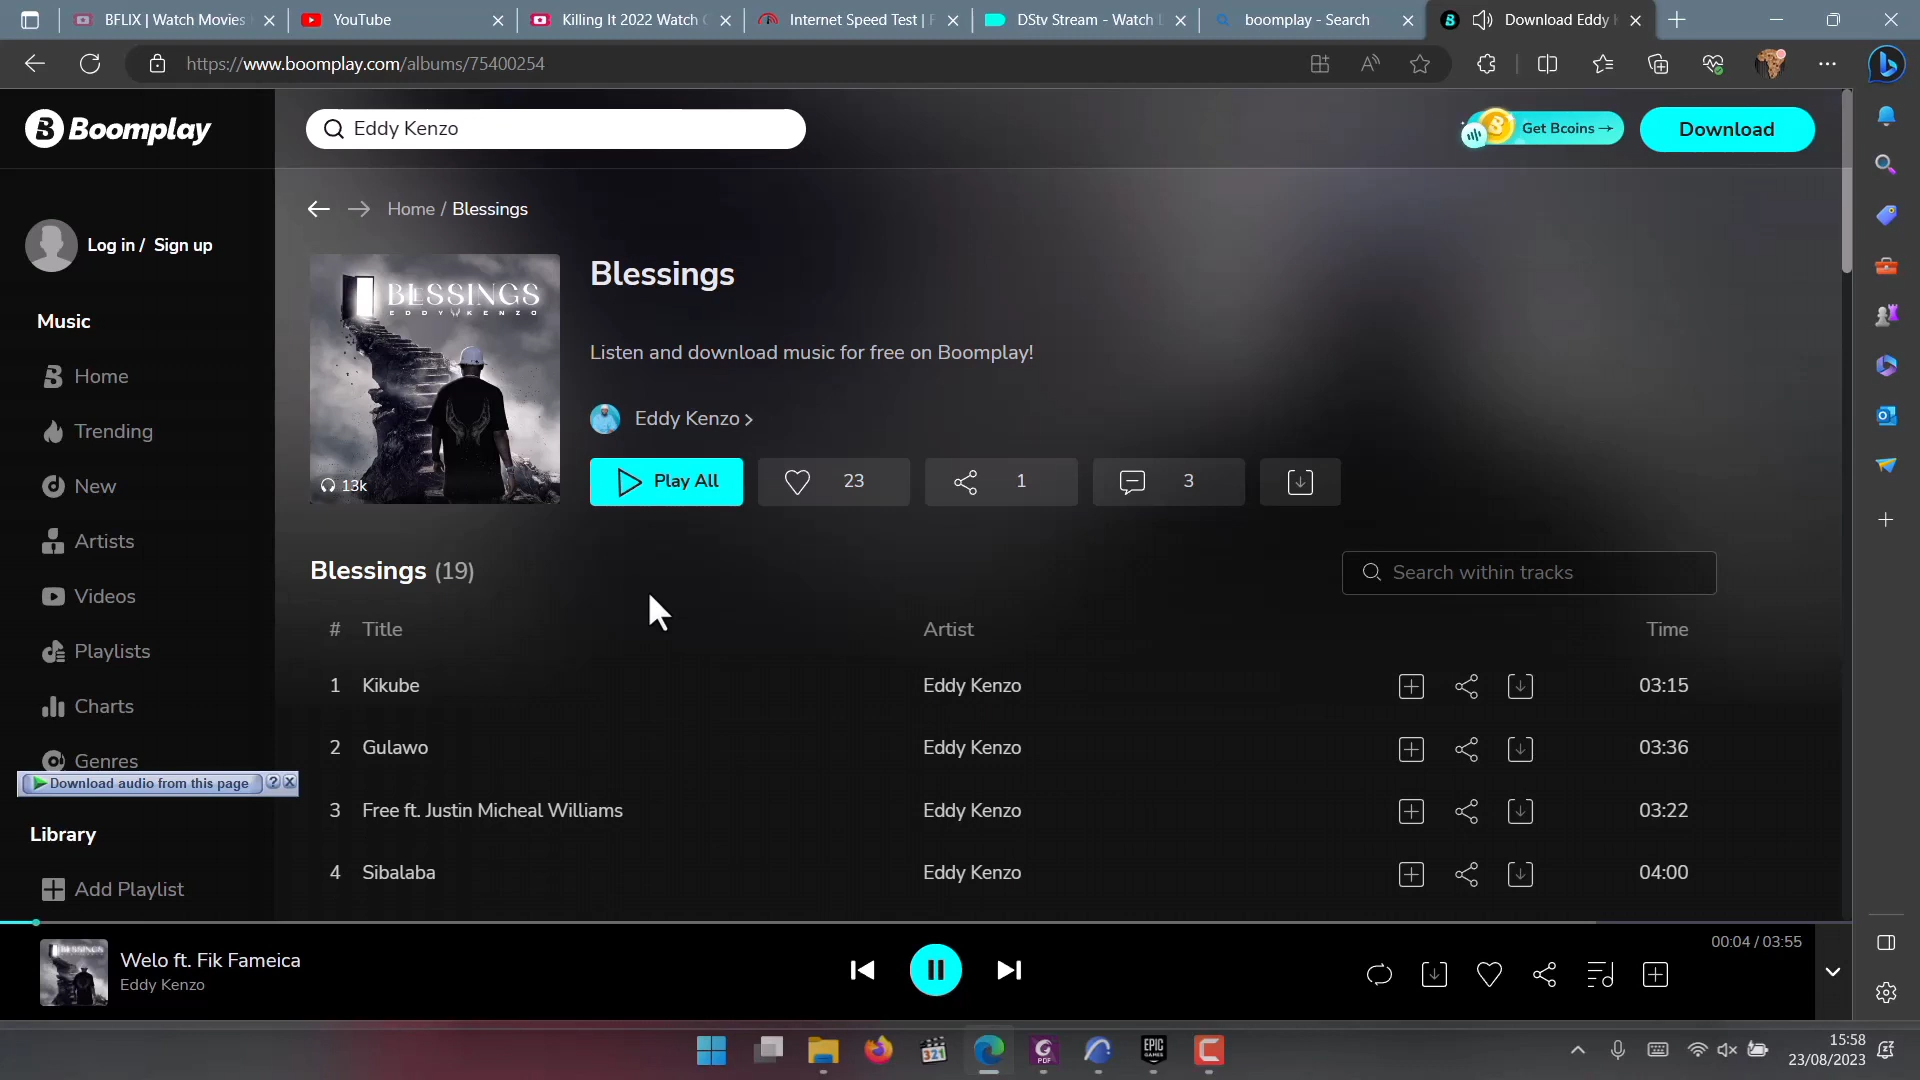 BFLIX | Watch Movies
YouTube
Killing It 2022 Watch
Internet Speed Test |
DStv Stream - Watch
boomplay - Search
Download Eddy
https://www.boomplay.com/albums/75400254
Boomplay
Eddy Kenzo
Get Bcoins →
Download
Home / Blessings
Log in / Sign up
BLESSINGS
EDDY KENZO
13k
Blessings
Listen and download music for free on Boomplay!
Eddy Kenzo >
Play All
23
1
3
Music
Home
Trending
New
Artists
Videos
Playlists
Charts
Genres
Download audio from this page
Library
Add Playlist
Blessings (19)
Search within tracks
# Title Artist Time
1 Kikube Eddy Kenzo 03:15
2 Gulawo Eddy Kenzo 03:36
3 Free ft. Justin Micheal Williams Eddy Kenzo 03:22
4 Sibalaba Eddy Kenzo 04:00
Welo ft. Fik Fameica
Eddy Kenzo
00:04 / 03:55
321
PDF
EPIC
GAMES
15:58
23/08/2023